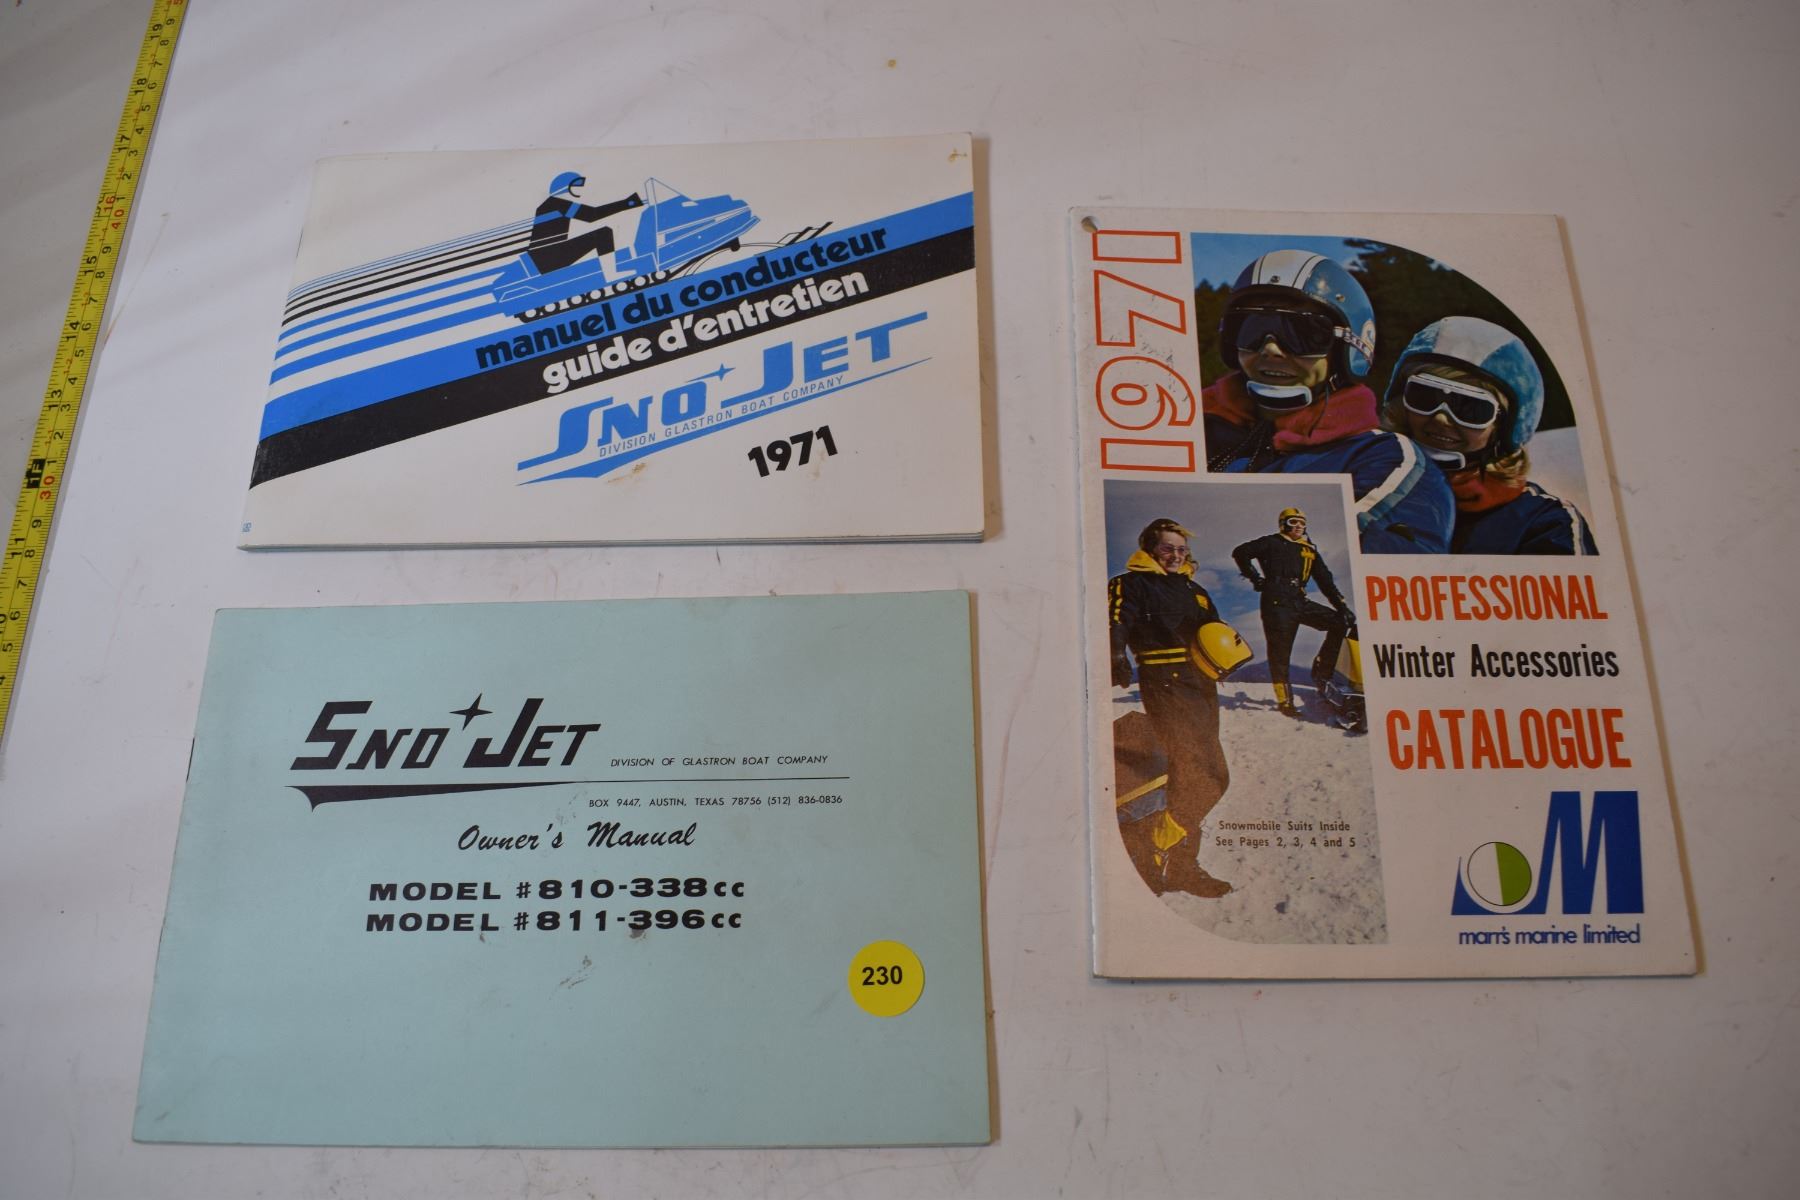 manuel du conducteur
guide d'entretien
SNO JET
DIVISION GLASTRON BOAT COMPANY
1971
SNO JET
DIVISION OF GLASTRON BOAT COMPANY
BOX 9447, AUSTIN, TEXAS 78756 (512) 836-0836
Owner's Manual
MODEL #810-338cc
MODEL #811-396cc
230
1971
PROFESSIONAL
Winter Accessories
CATALOGUE
Snowmobile Suits Inside
See Pages 2, 3, 4 and 5
M
marr's marine limited